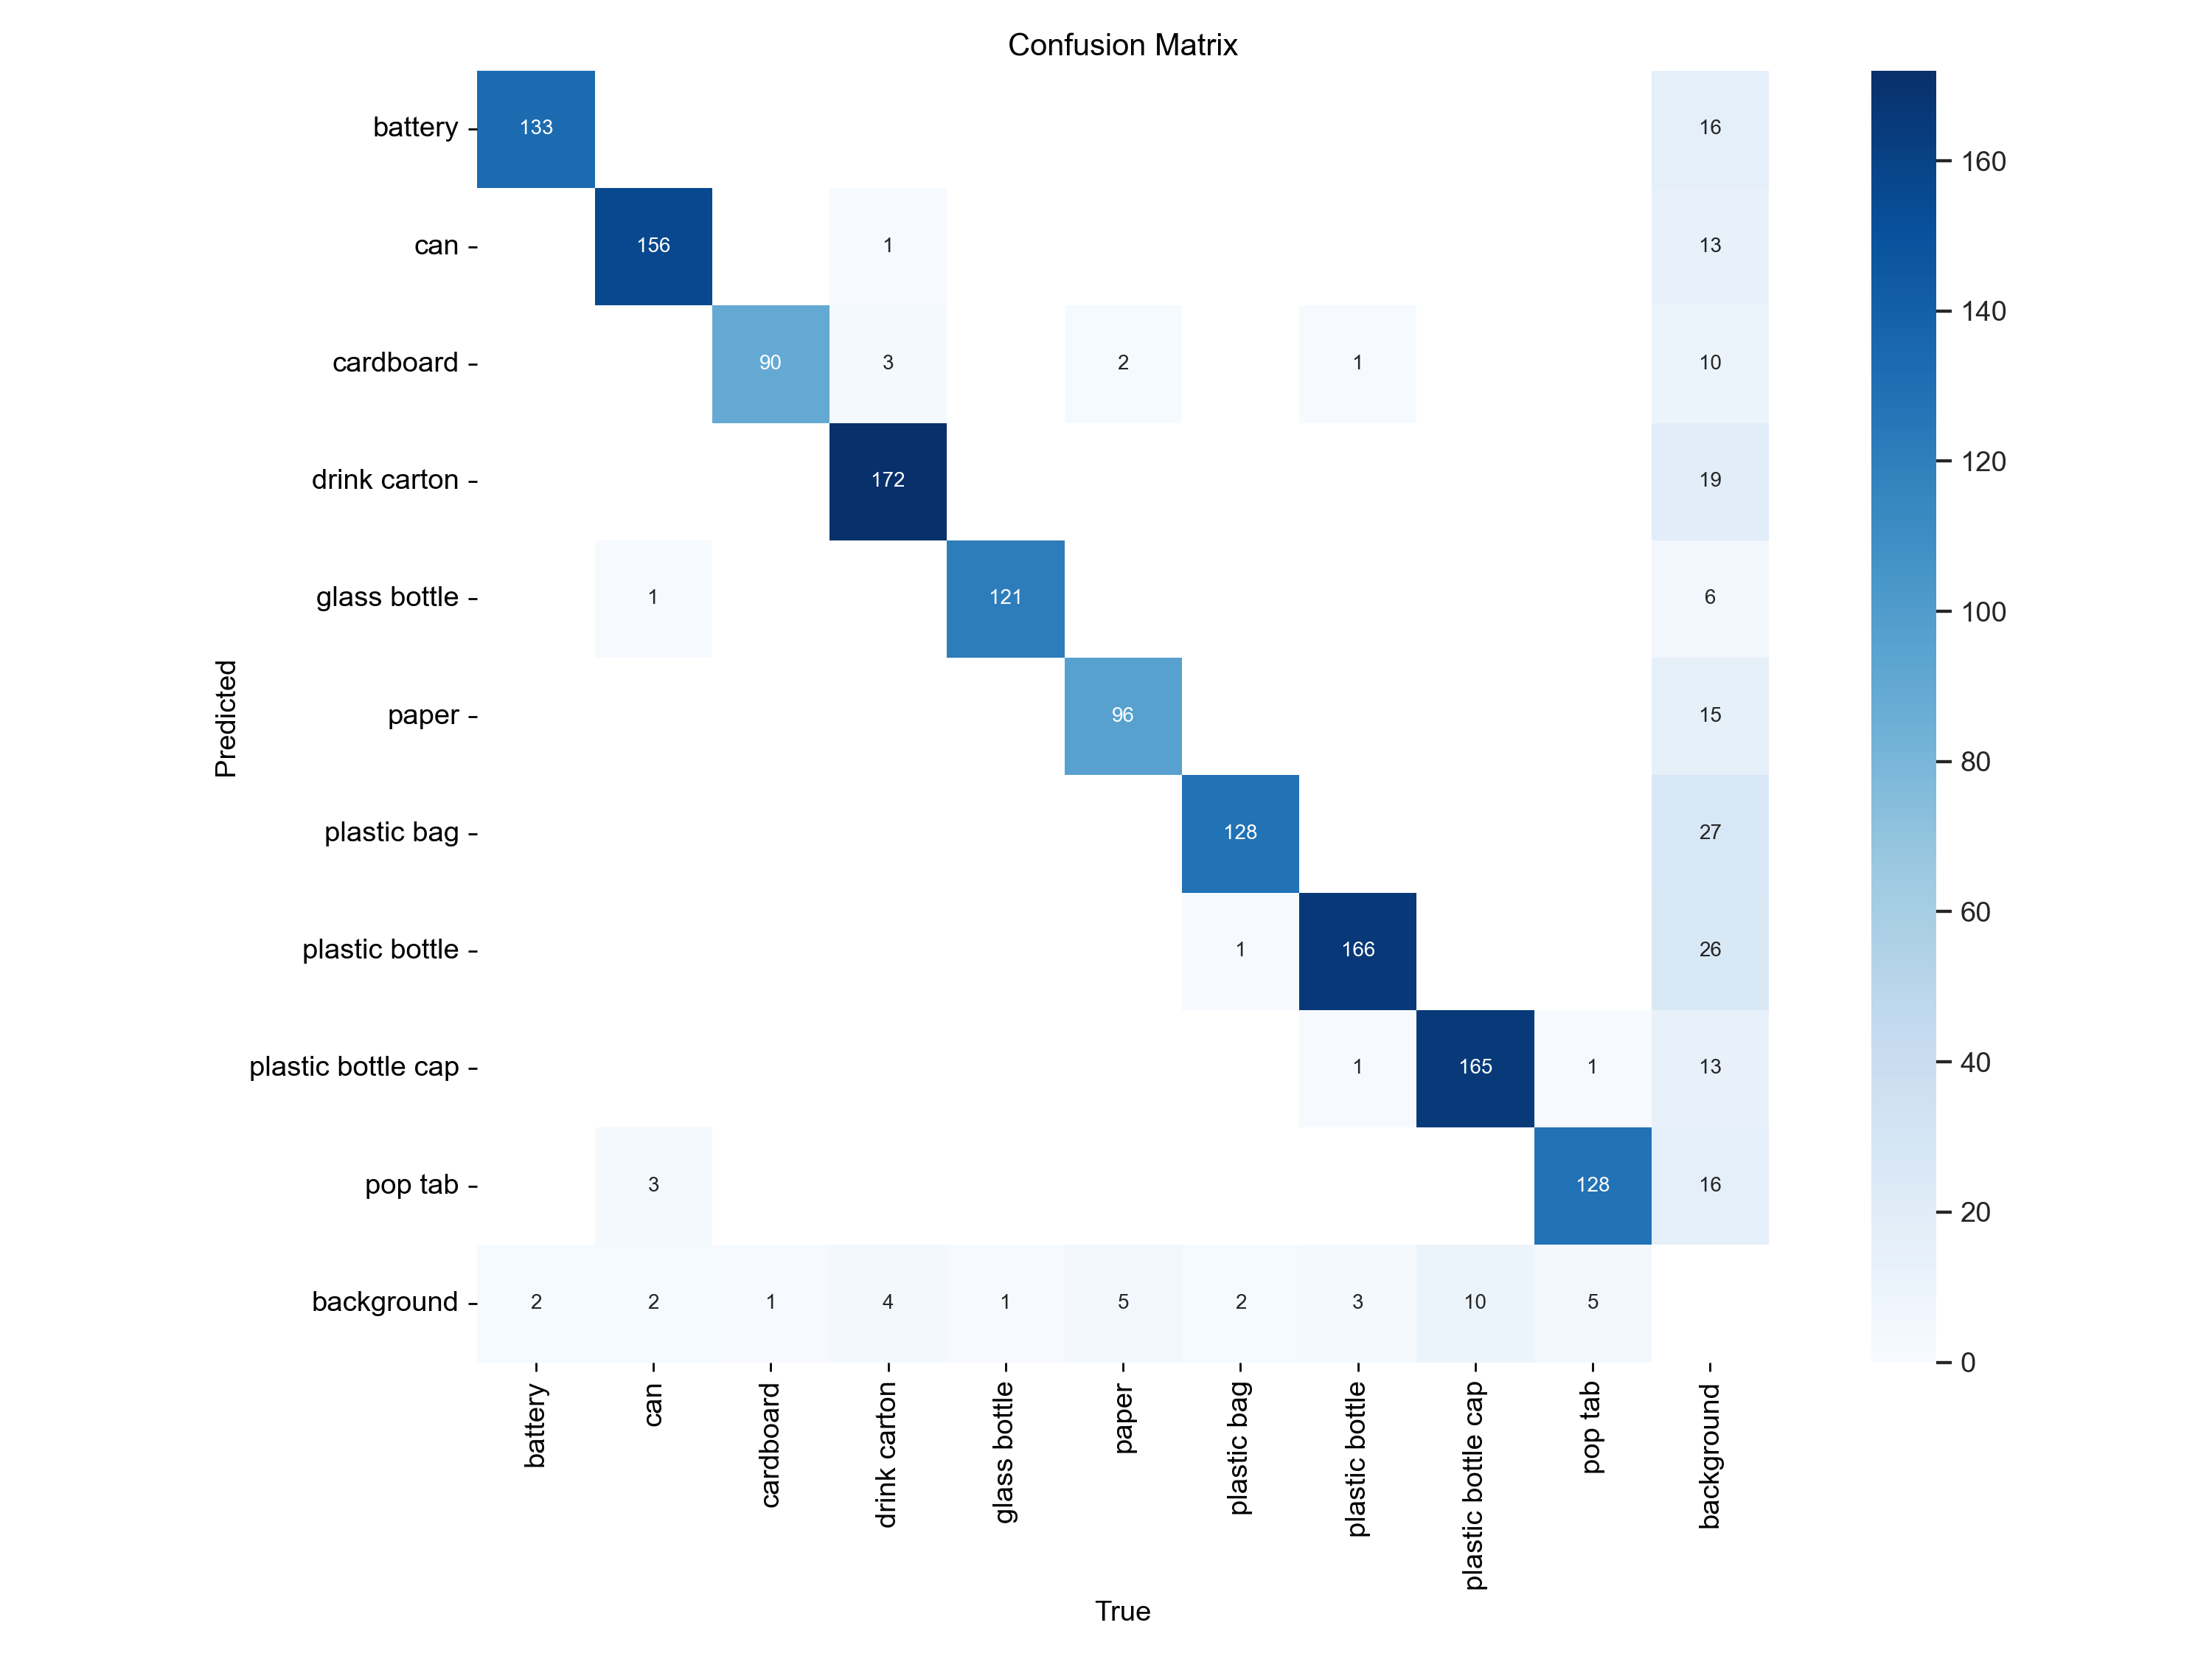 Confusion Matrix
battery 133 16
can 156 1 13
cardboard 90 3 2 1 10
drink carton 172 19
glass bottle 1 121 6
paper 96 15
plastic bag 128 27
plastic bottle 1 166 26
plastic bottle cap 1 165 1 13
pop tab 3 128 16
background 2 2 1 4 1 5 2 3 10 5
Predicted
battery
can
cardboard
drink carton
glass bottle
paper
plastic bag
plastic bottle
plastic bottle cap
pop tab
background
True
160
140
120
100
80
60
40
20
0